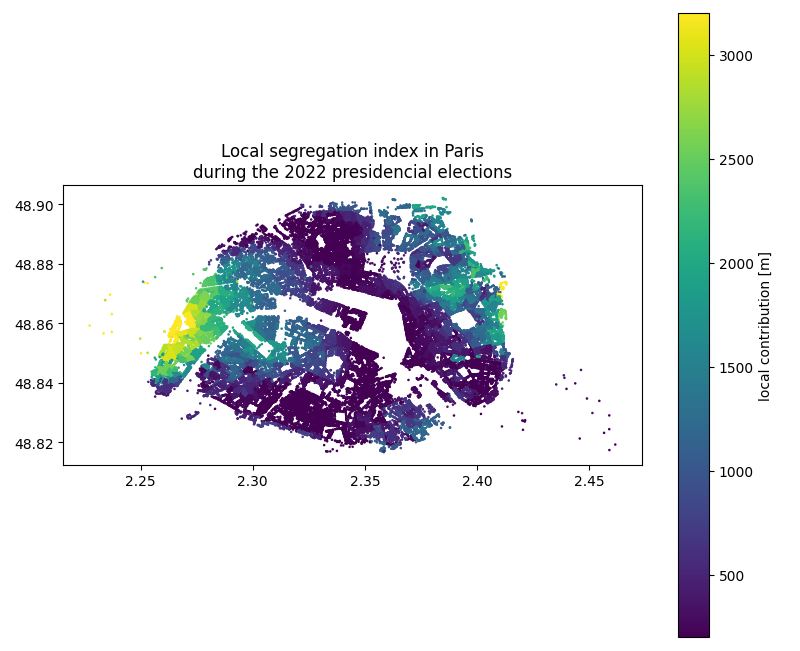 Local segregation index in Paris
during the 2022 presidencial elections
48.90
48.88
48.86
48.84
48.82
2.25 2.30 2.35 2.40 2.45
3000
2500
2000
1500
1000
500
local contribution [m]